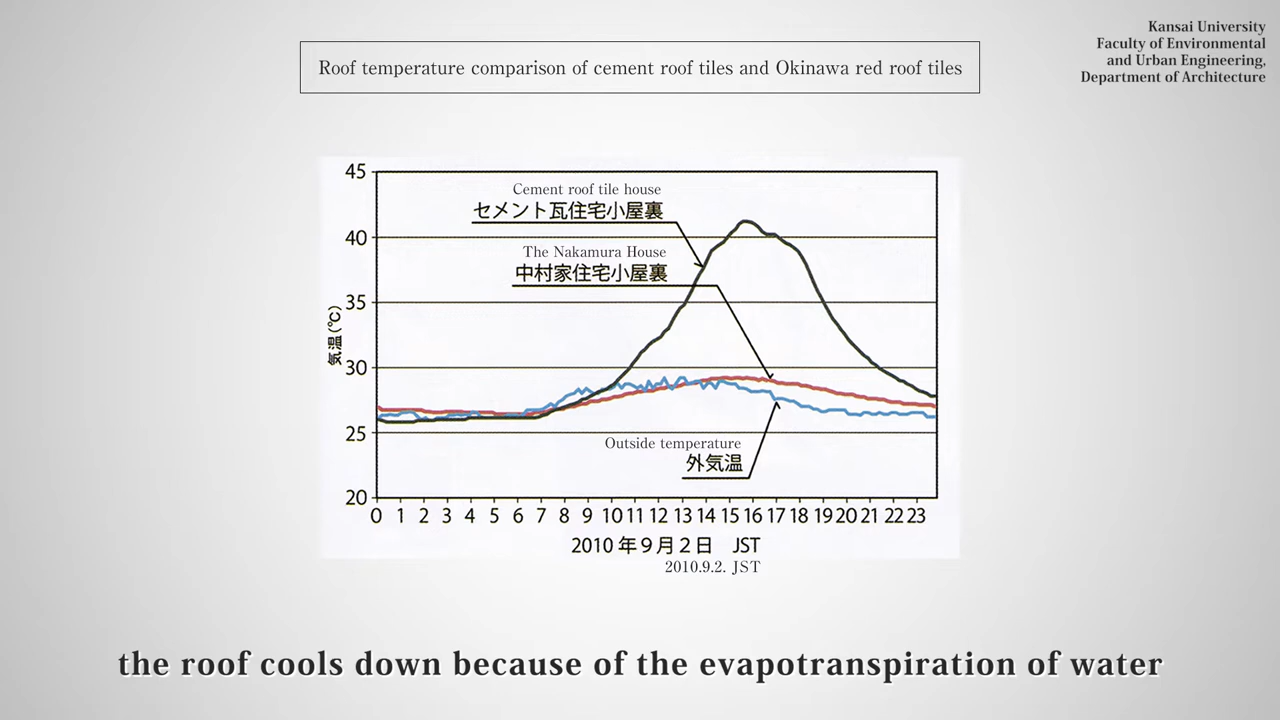 Kansai University
Faculty of Environmental
and Urban Engineering,
Department of Architecture
Roof temperature comparison of cement roof tiles and Okinawa red roof tiles
45
Cement roof tile house
セメント瓦住宅小屋裏
40
The Nakamura House
中村家住宅小屋裏
35
気温(℃)
30
25
Outside temperature
外気温
20
0 1 2 3 4 5 6 7 8 9 10 11 12 13 14 15 16 17 18 19 20 21 22 23
2010年9月2日 JST
2010.9.2. JST
the roof cools down because of the evapotranspiration of water